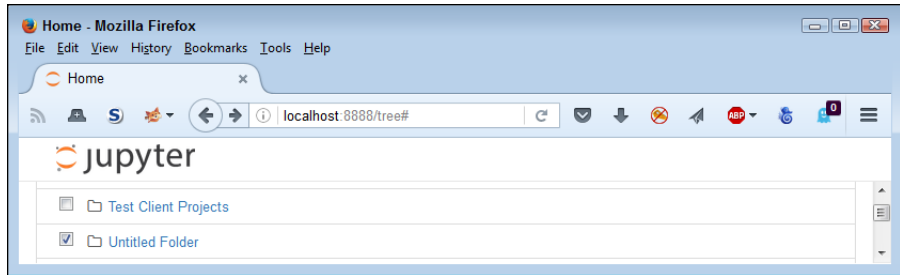 Home - Mozilla Firefox
File Edit View History Bookmarks Tools Help
Home
S) i localhost:8888/tree# ABP 0
jupyter
Test Client Projects
Untitled Folder